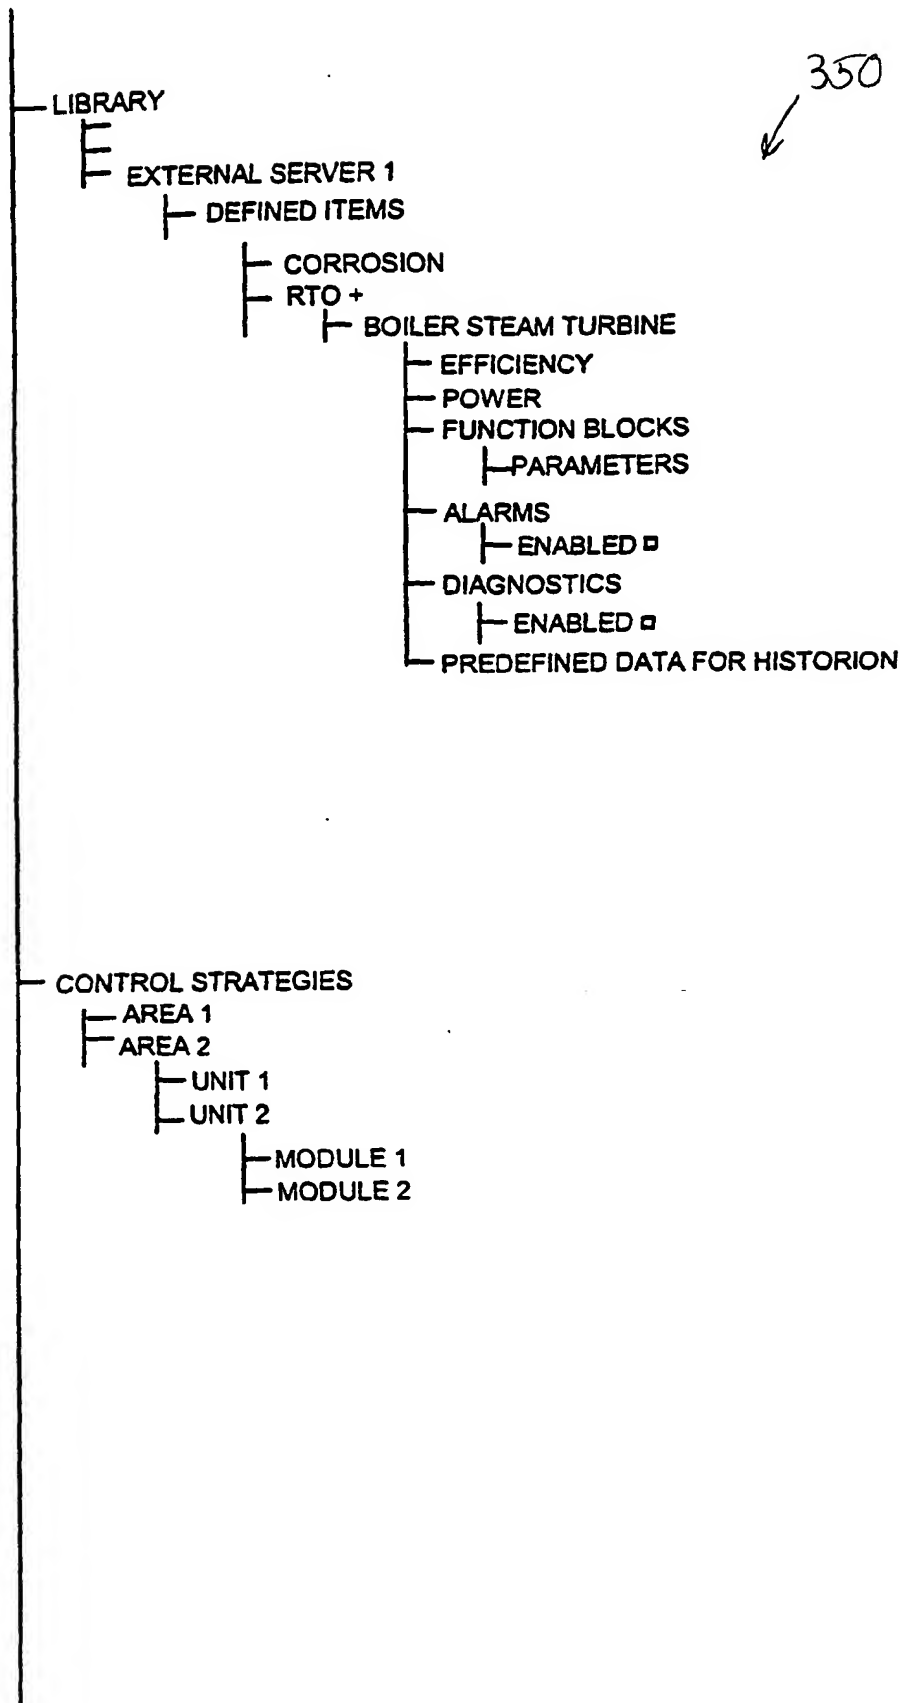 350
LIBRARY
EXTERNAL SERVER 1
DEFINED ITEMS
CORROSION
RTO +
BOILER STEAM TURBINE
EFFICIENCY
POWER
FUNCTION BLOCKS
PARAMETERS
ALARMS
ENABLED
DIAGNOSTICS
ENABLED
PREDEFINED DATA FOR HISTORION
CONTROL STRATEGIES
AREA 1
AREA 2
UNIT 1
UNIT 2
MODULE 1
MODULE 2